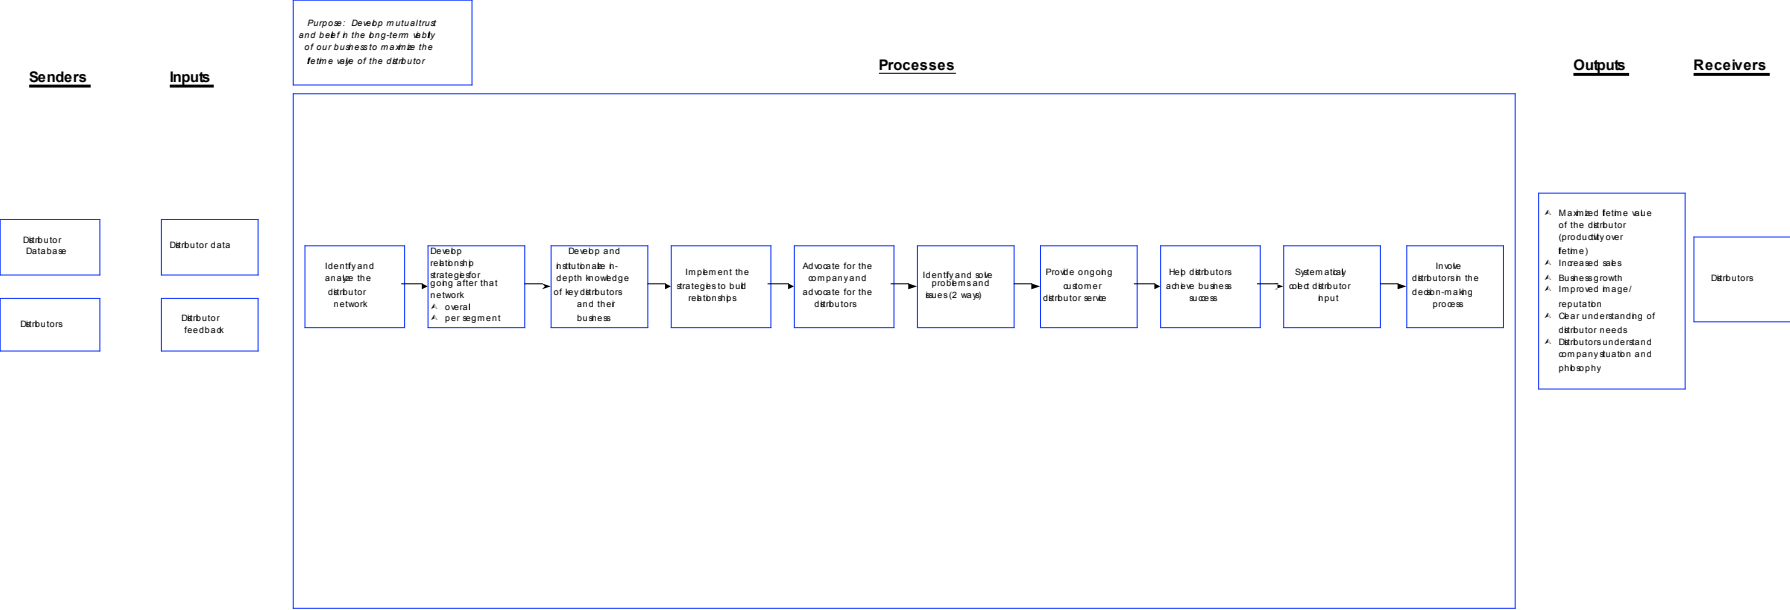 Purpose: Develop mutual trust
and belief in the long-term viability
of our business to maximize the
lifetime value of the distributor
Senders
Inputs
Processes
Outputs
Receivers
Distributor
Database
Distributors
Distributor data
Distributor
feedback
Identify and
analyze the
distributor
network
Develop
relationship
strategies for
going after that
network
overall
per segment
Develop and
institutionalize in-
depth knowledge
of key distributors
and their
business
Implement the
strategies to build
relationships
Advocate for the
company and
advocate for the
distributors
Identify and solve
problems and
issues (2 ways)
Provide ongoing
customer
distributor service
Help distributors
achieve business
success
Systematically
collect distributor
input
Involve
distributors in the
decision-making
process
Maximized lifetime value
of the distributor
(productivity over
lifetime)
Increased sales
Business growth
Improved image/
reputation
Clear understanding of
distributor needs
Distributors understand
company situation and
philosophy
Distributors